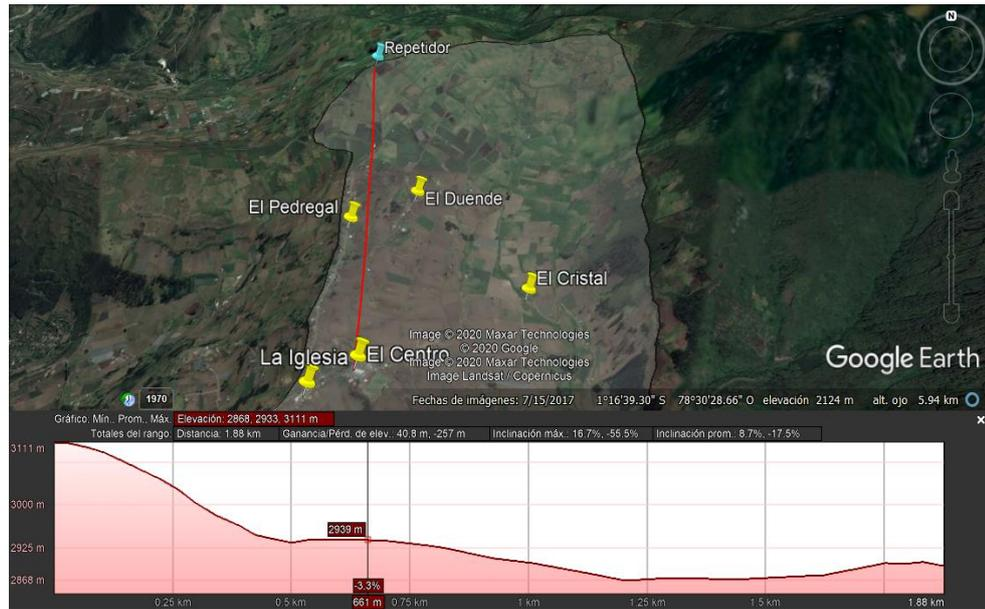 N
Repetidor
El Pedregal
El Duende
El Cristal
La Iglesia
El Centro
Image © 2020 Maxar Technologies
© 2020 Google
Image © 2020 Maxar Technologies
Image Landsat / Copernicus
Google Earth
1970
Fechas de imágenes: 7/15/2017 1°16'39.30" S 78°30'28.66" O elevación 2124 m alt. ojo 5.94 km
Gráfico: Mín., Prom., Máx. Elevación: 2868, 2933, 3111 m
Totales del rango: Distancia: 1.88 km Ganancia/Pérd. de elev.: 40.8 m, -257 m Inclinación máx.: 16.7%, -55.5% Inclinación prom.: 8.7%, -17.5%
3111 m
3000 m
2939 m
2925 m
2868 m
-3.3%
0.25 km 0.5 km 661 m 0.75 km 1 km 1.25 km 1.5 km 1.88 km